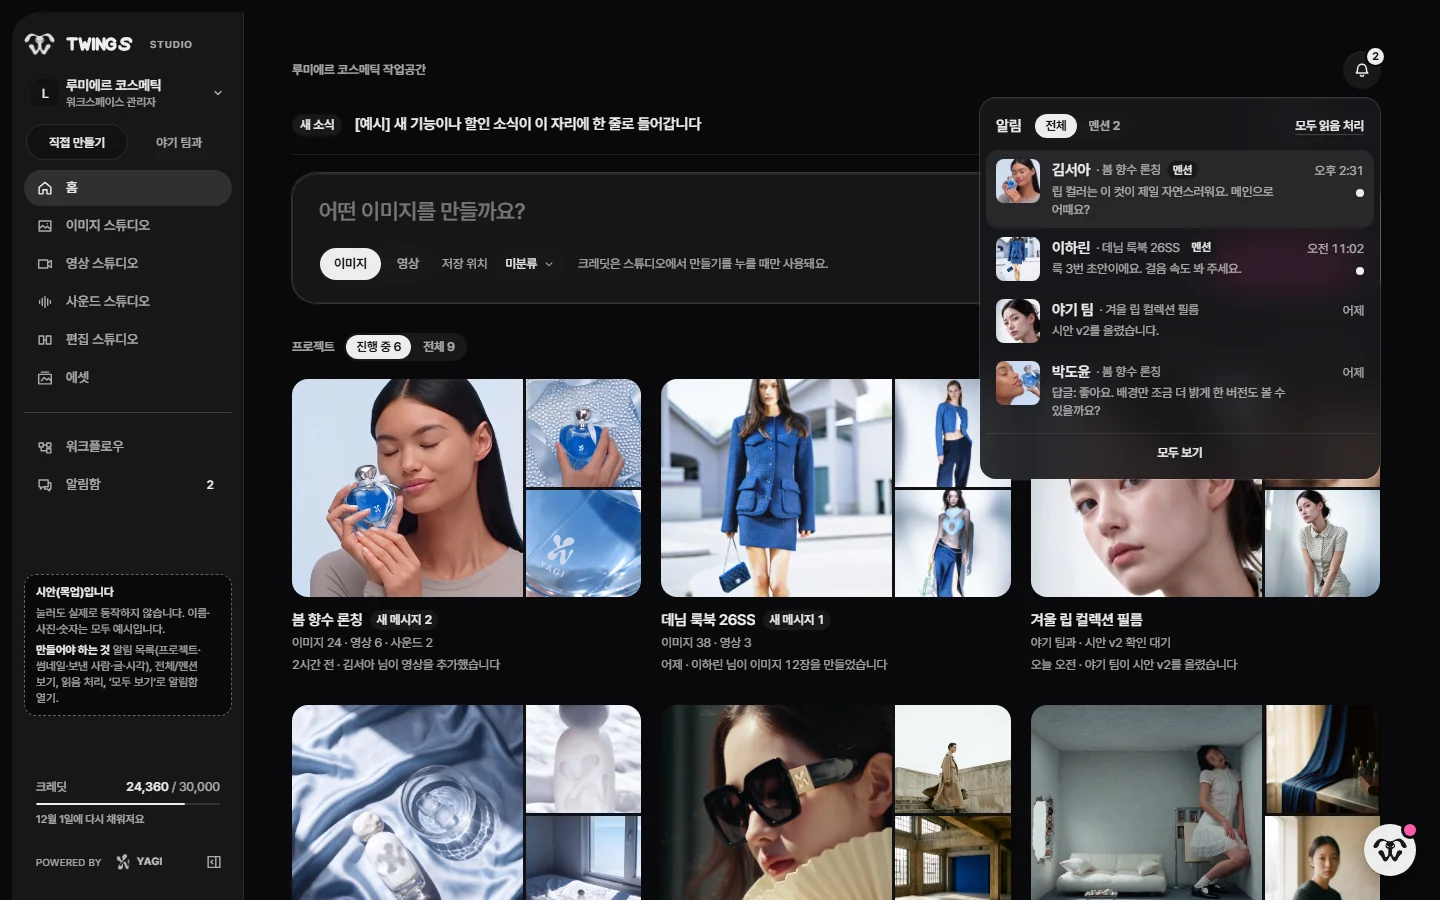 TWINGS STUDIO
루미에르 코스메틱 작업공간
2
L
루미에르 코스메틱
워크스페이스 관리자
직접 만들기
야기 팀과
홈
이미지 스튜디오
영상 스튜디오
사운드 스튜디오
편집 스튜디오
에셋
워크플로우
알림함 2
시안(목업)입니다
눌러도 실제로 동작하지 않습니다. 이름·
사진·숫자는 모두 예시입니다.
만들어야 하는 것 알림 목록(프로젝트·
썸네일·보낸 사람·글·시각), 전체/멘션
보기, 읽음 처리, '모두 보기'로 알림함
열기.
크레딧 24,360 / 30,000
12월 1일에 다시 채워져요
POWERED BY YAGI
새 소식 [예시] 새 기능이나 할인 소식이 이 자리에 한 줄로 들어갑니다
어떤 이미지를 만들까요?
이미지 영상 저장 위치 미분류 크레딧은 스튜디오에서 만들기를 누를 때만 사용돼요.
프로젝트 진행 중 6 전체 9
알림 전체 멘션 2 모두 읽음 처리
김서아 · 봄 향수 론칭 멘션 오후 2:31
립 컬러는 이 컷이 제일 자연스러워요. 메인으로
어때요?
이하린 · 데님 룩북 26SS 멘션 오전 11:02
룩 3번 초안이에요. 걸음 속도 봐 주세요.
야기 팀 · 겨울 립 컬렉션 필름 어제
시안 v2를 올렸습니다.
박도윤 · 봄 향수 론칭 어제
답글: 좋아요. 배경만 조금 더 밝게 한 버전도 볼 수
있을까요?
모두 보기
YAGI
봄 향수 론칭 새 메시지 2
이미지 24 · 영상 6 · 사운드 2
2시간 전 · 김서아 님이 영상을 추가했습니다
데님 룩북 26SS 새 메시지 1
이미지 38 · 영상 3
어제 · 이하린 님이 이미지 12장을 만들었습니다
겨울 립 컬렉션 필름
야기 팀과 · 시안 v2 확인 대기
오늘 오전 · 야기 팀이 시안 v2를 올렸습니다